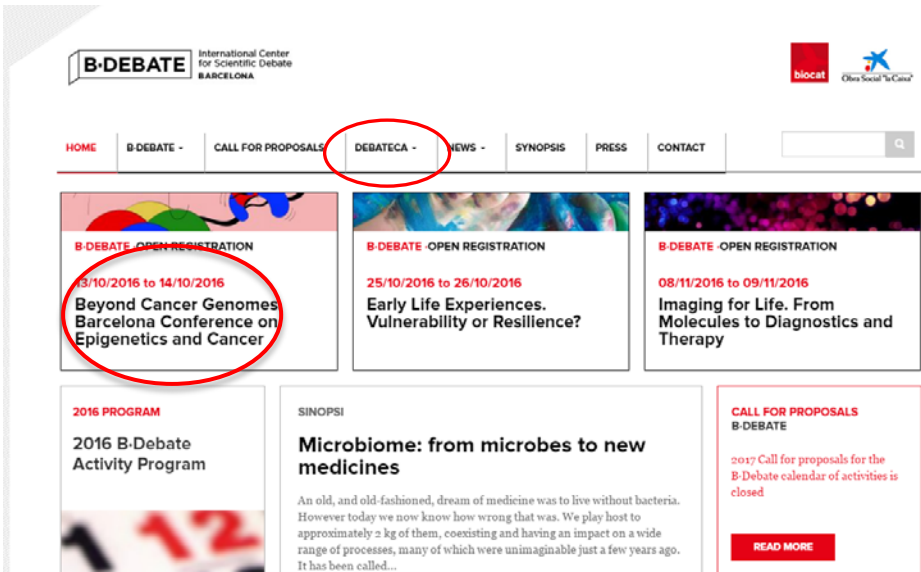 B·DEBATE
International Center
for Scientific Debate
BARCELONA
biocat
Obra Social "la Caixa"
HOME
B·DEBATE -
CALL FOR PROPOSALS
DEBATECA -
NEWS -
SYNOPSIS
PRESS
CONTACT
B·DEBATE -OPEN REGISTRATION
13/10/2016 to 14/10/2016
Beyond Cancer Genomes
Barcelona Conference on
Epigenetics and Cancer
B·DEBATE -OPEN REGISTRATION
25/10/2016 to 26/10/2016
Early Life Experiences.
Vulnerability or Resilience?
B·DEBATE -OPEN REGISTRATION
08/11/2016 to 09/11/2016
Imaging for Life. From
Molecules to Diagnostics and
Therapy
2016 PROGRAM
2016 B·Debate
Activity Program
1 12
SINOPSI
Microbiome: from microbes to new
medicines
An old, and old-fashioned, dream of medicine was to live without bacteria.
However today we now know how wrong that was. We play host to
approximately 2 kg of them, coexisting and having an impact on a wide
range of processes, many of which were unimaginable just a few years ago.
It has been called...
CALL FOR PROPOSALS
B·DEBATE
2017 Call for proposals for the
B·Debate calendar of activities is
closed
READ MORE